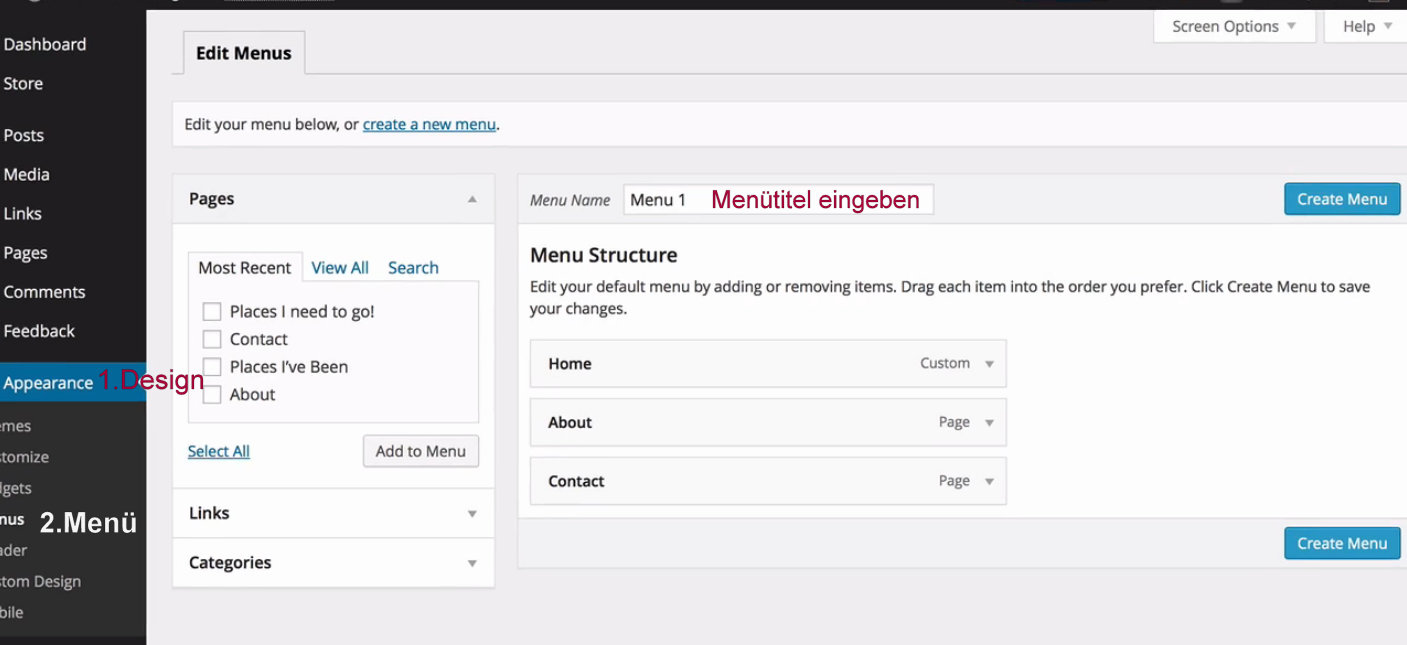 Dashboard
Store
Posts
Media
Links
Pages
Comments
Feedback
Appearance 1.Design
emes
stomize
dgets
nus 2.Menü
ader
stom Design
bile
Screen Options
Help
Edit Menus
Edit your menu below, or create a new menu.
Pages
Most Recent View All Search
Places I need to go!
Contact
Places I've Been
About
Select All Add to Menu
Links
Categories
Menu Name Menu 1 Menütitel eingeben Create Menu
Menu Structure
Edit your default menu by adding or removing items. Drag each item into the order you prefer. Click Create Menu to save
your changes.
Home Custom
About Page
Contact Page
Create Menu